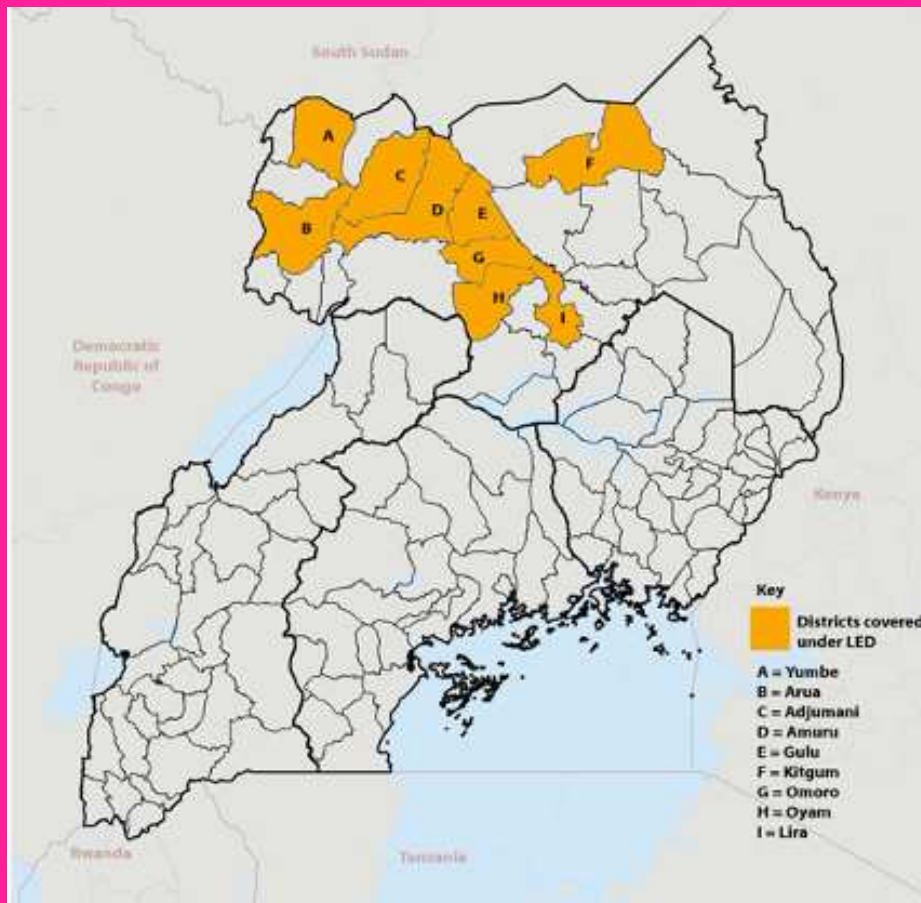 South Sudan
A
C
F
B
D
E
G
H
I
Democratic
Republic of
Congo
Kenya
Key
Districts covered
under LED
A = Yumbe
B = Arua
C = Adjumani
D = Amuru
E = Gulu
F = Kitgum
G = Omoro
H = Oyam
I = Lira
Rwanda
Tanzania